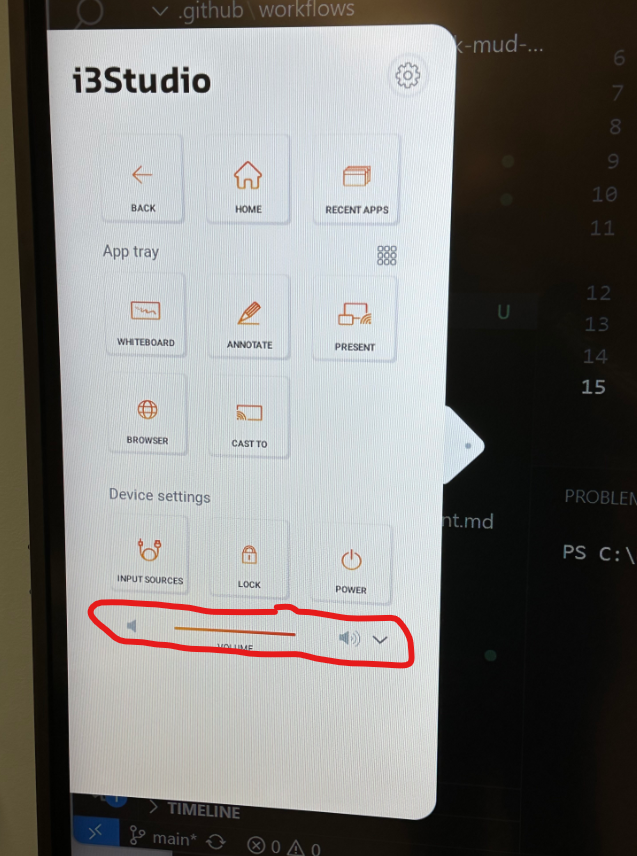 .github\workflows
k-mud-...
i3Studio
BACK
HOME
RECENT APPS
App tray
WHITEBOARD
ANNOTATE
PRESENT
BROWSER
CAST TO
Device settings
INPUT SOURCES
LOCK
POWER
VOLUME
6
7
8
9
10
11
12
U
13
14
15
PROBLEM
nt.md
PS C:\
TIMELINE
main*
0
0